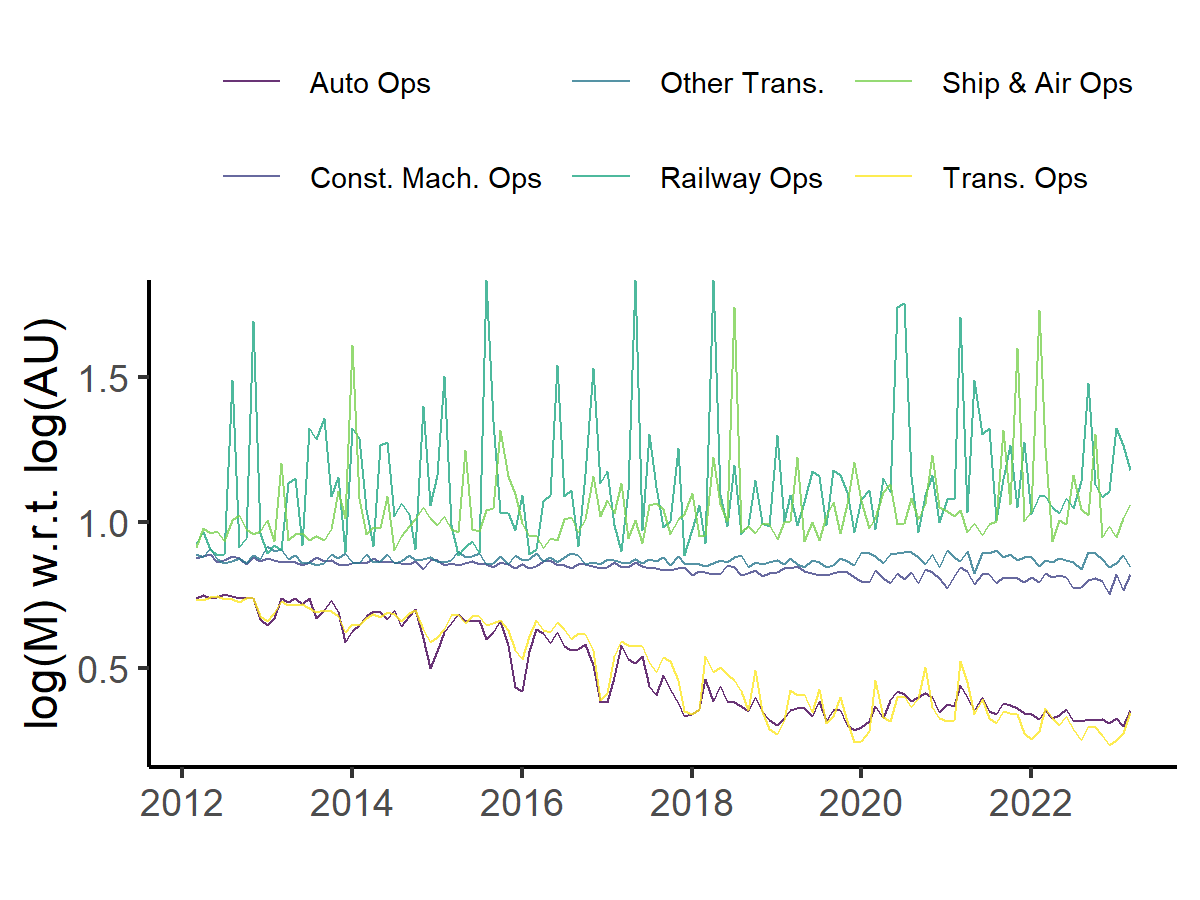 Auto Ops
Other Trans.
Ship & Air Ops
Const. Mach. Ops
Railway Ops
Trans. Ops
log(M) w.r.t. log(AU)
1.5
1.0
0.5
2012
2014
2016
2018
2020
2022